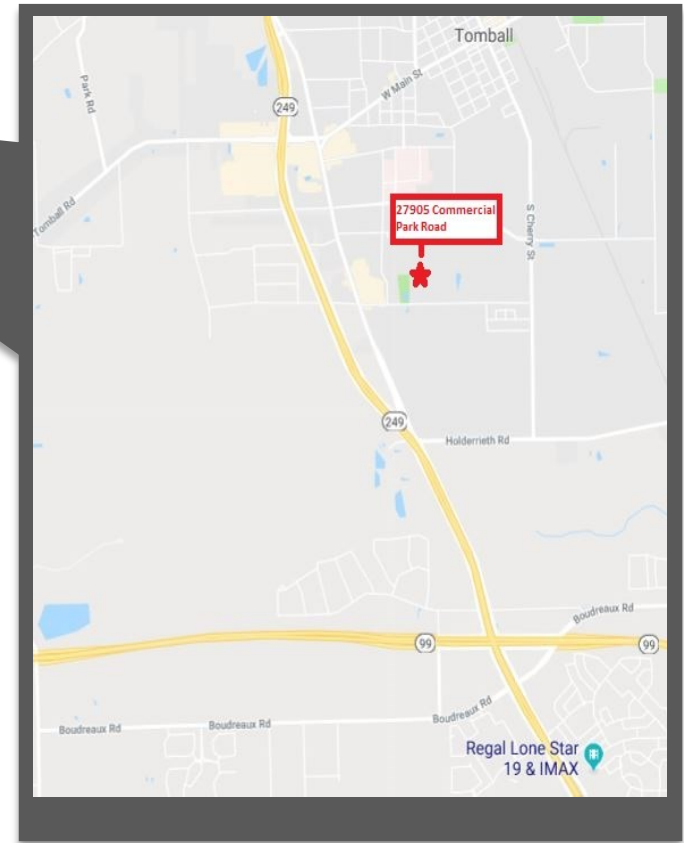 Tomball
Park Rd
W Main St
249
Tomball Rd
27905 Commercial
Park Road
S Cherry St
249
Holderrieth Rd
Boudreaux Rd
99
99
Boudreaux Rd
Boudreaux Rd
Boudreaux Rd
Regal Lone Star
19 & IMAX